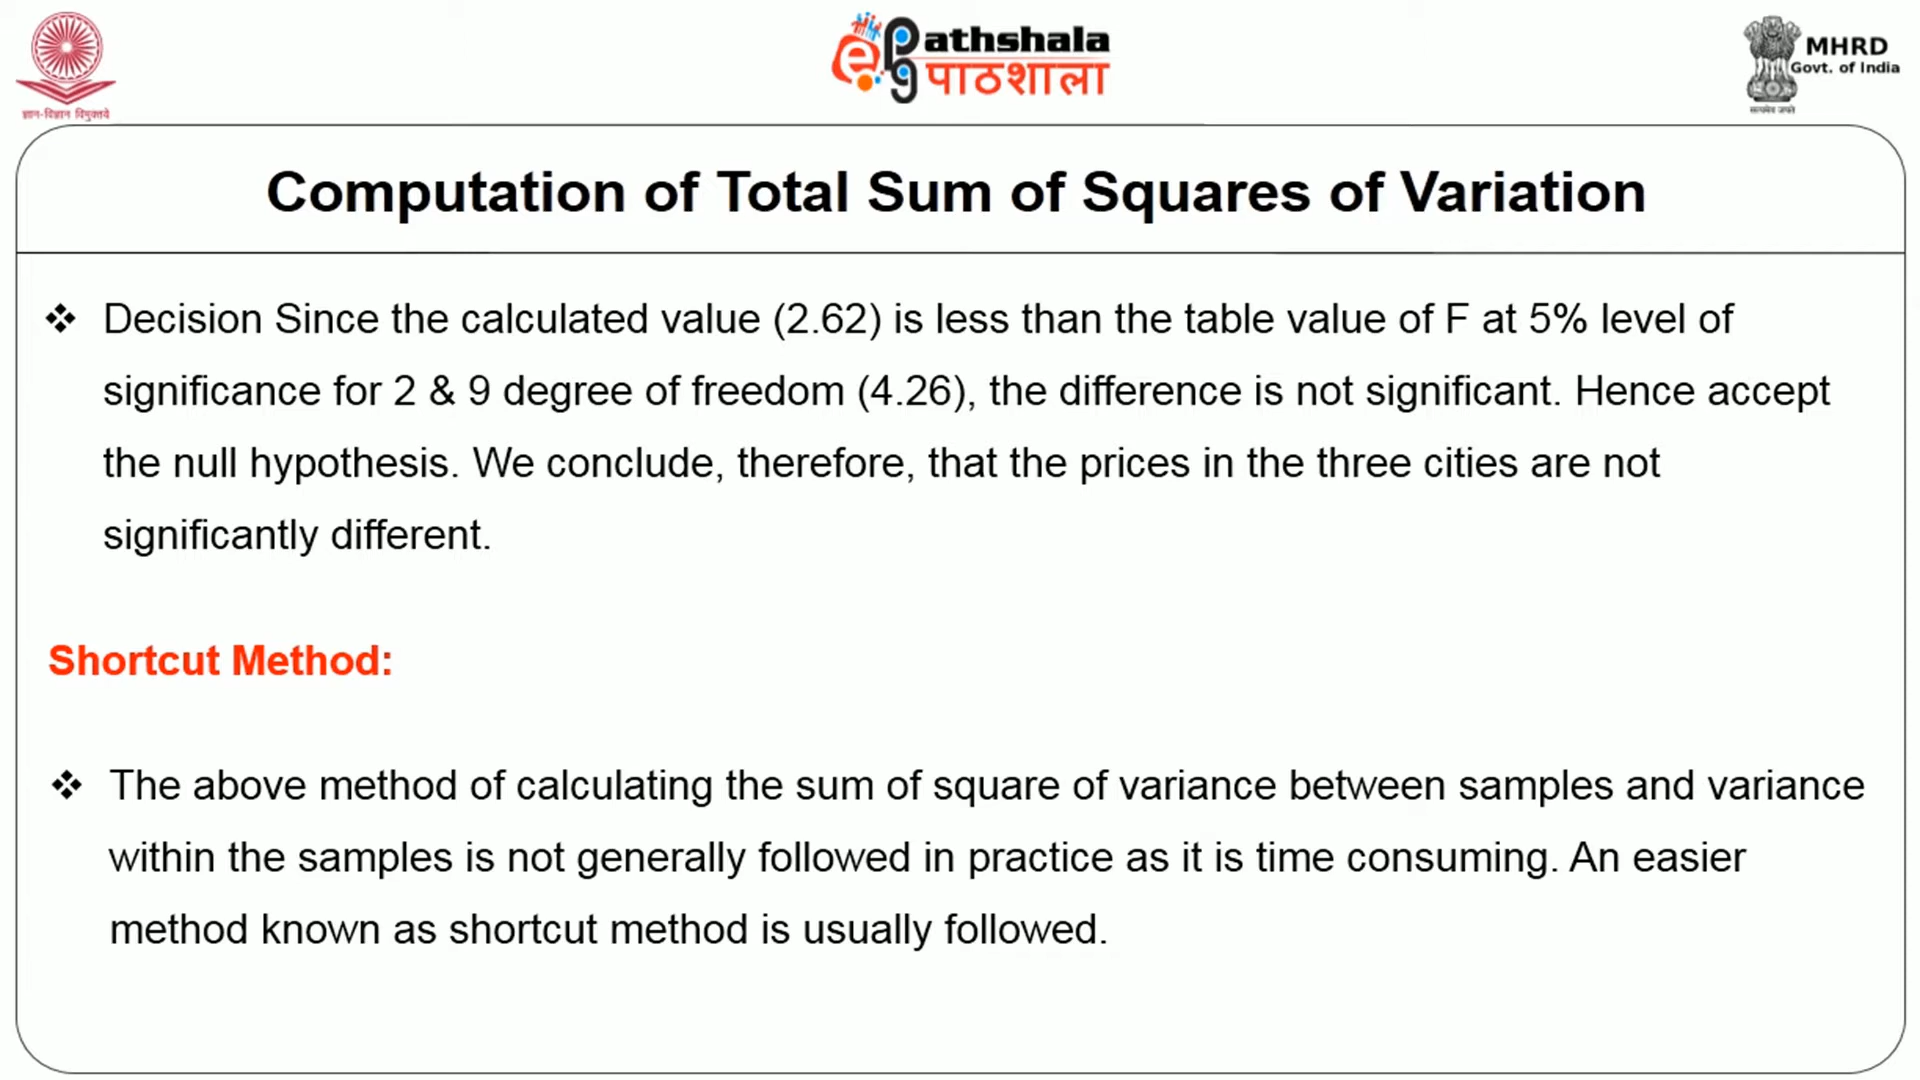 ज्ञान-विज्ञान विमुक्तये
e
pg
athshala
पाठशाला
MHRD
Govt. of India
सत्यमेव जयते
Computation of Total Sum of Squares of Variation
❖ Decision Since the calculated value (2.62) is less than the table value of F at 5% level of
significance for 2 & 9 degree of freedom (4.26), the difference is not significant. Hence accept
the null hypothesis. We conclude, therefore, that the prices in the three cities are not
significantly different.
Shortcut Method:
❖ The above method of calculating the sum of square of variance between samples and variance
within the samples is not generally followed in practice as it is time consuming. An easier
method known as shortcut method is usually followed.